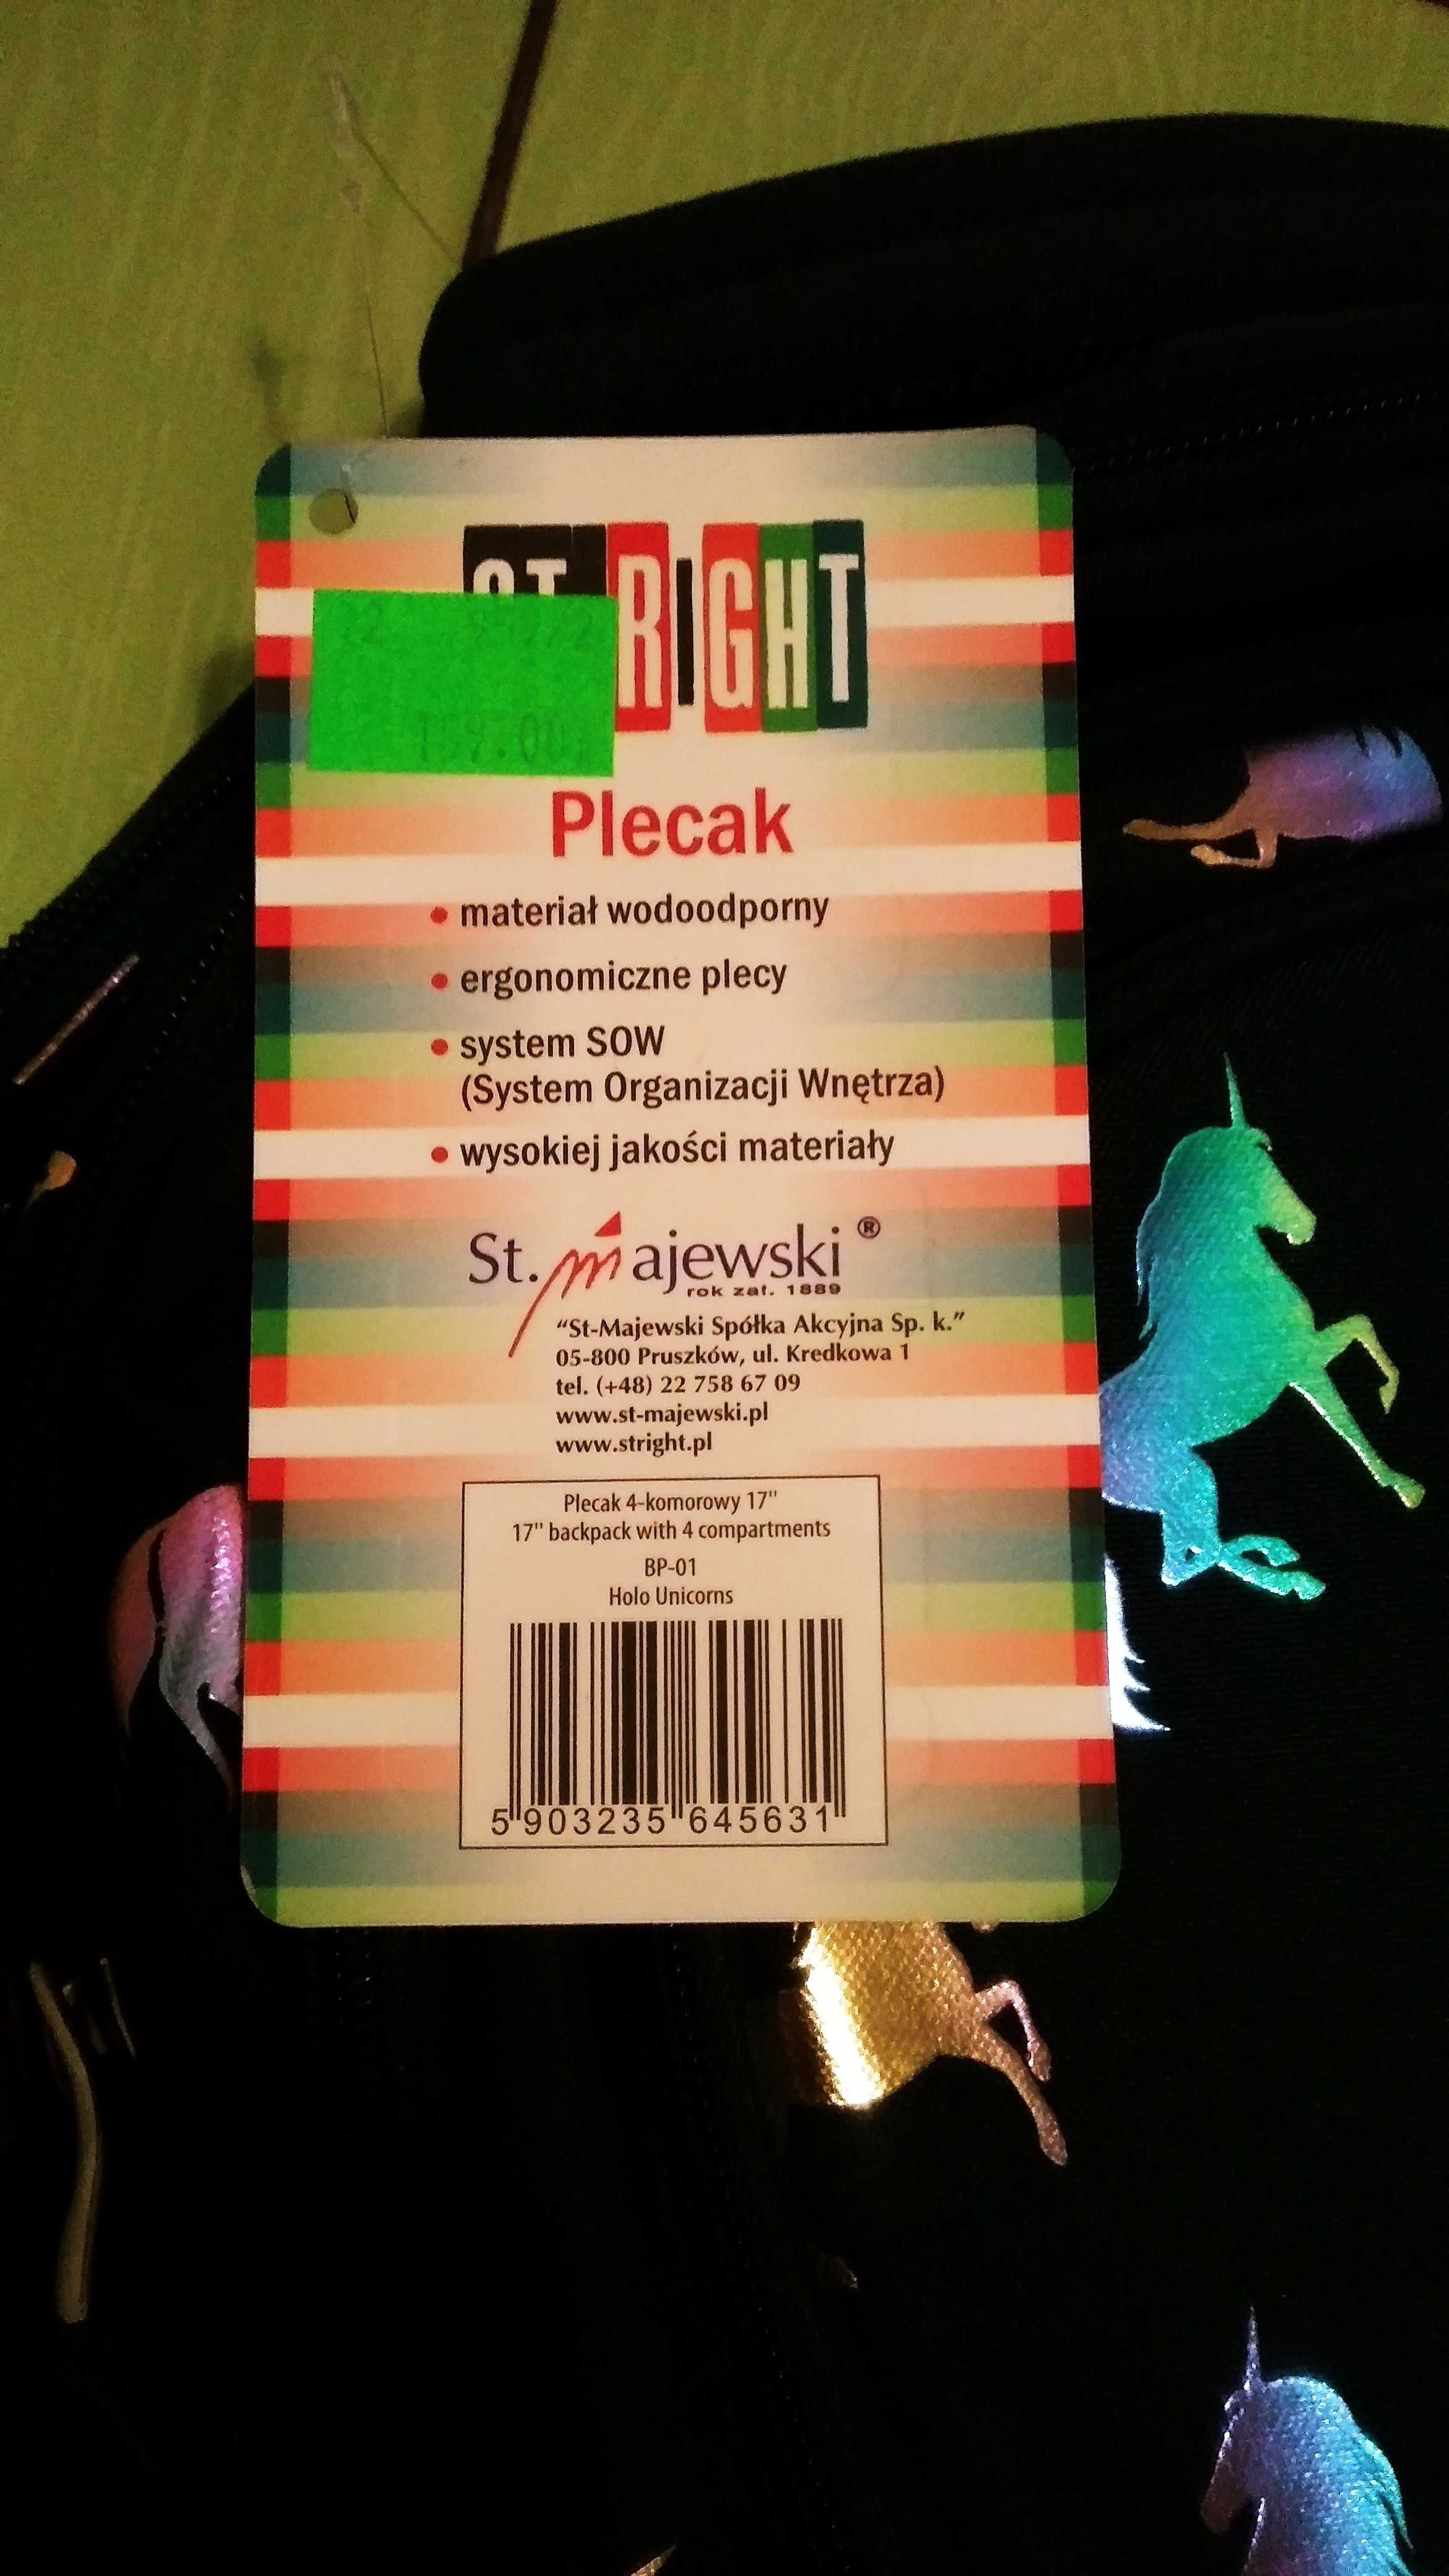 ST.RIGHT
159.00
Plecak
• materiał wodoodporny
• ergonomiczne plecy
• system SOW
(System Organizacji Wnętrza)
• wysokiej jakości materiały
St.majewski®
rok zał. 1889
"St-Majewski Spółka Akcyjna Sp. k."
05-800 Pruszków, ul. Kredkowa 1
tel. (+48) 22 758 67 09
www.st-majewski.pl
www.stright.pl
Plecak 4-komorowy 17"
17" backpack with 4 compartments
BP-01
Holo Unicorns
5 903235 645631